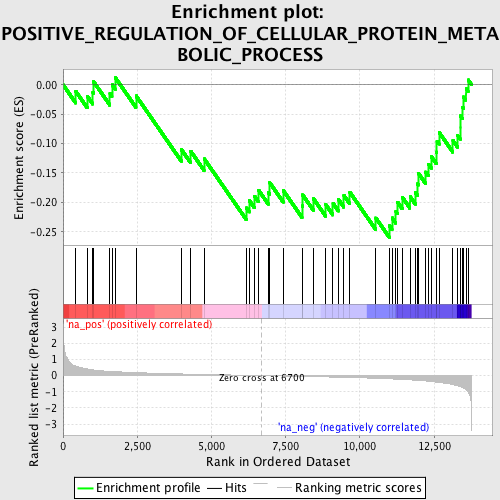 Enrichment plot:
POSITIVE_REGULATION_OF_CELLULAR_PROTEIN_META
BOLIC_PROCESS
Enrichment score (ES)
0.00
-0.05
-0.10
-0.15
-0.20
-0.25
'na_pos' (positively correlated)
Ranked list metric (PreRanked)
3
2
1
0
-1
-2
-3
Zero cross at 6700
'na_neg' (negatively correlated)
0
2,500
5,000
7,500
10,000
12,500
Rank in Ordered Dataset
Enrichment profile
Hits
Ranking metric scores